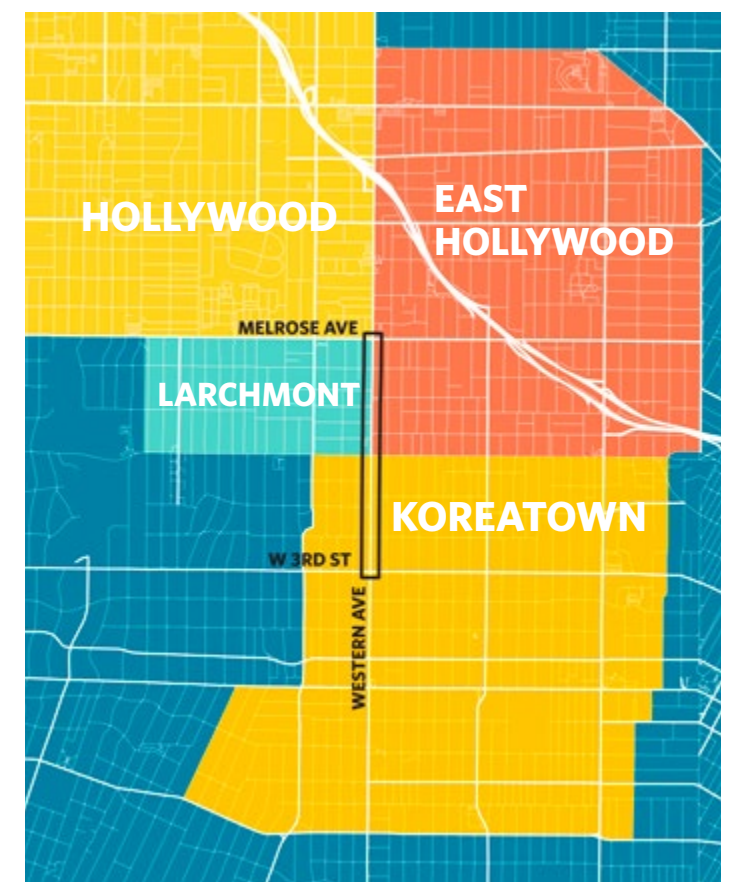 HOLLYWOOD
EAST
HOLLYWOOD
MELROSE AVE
LARCHMONT
KOREATOWN
W 3RD ST
WESTERN AVE